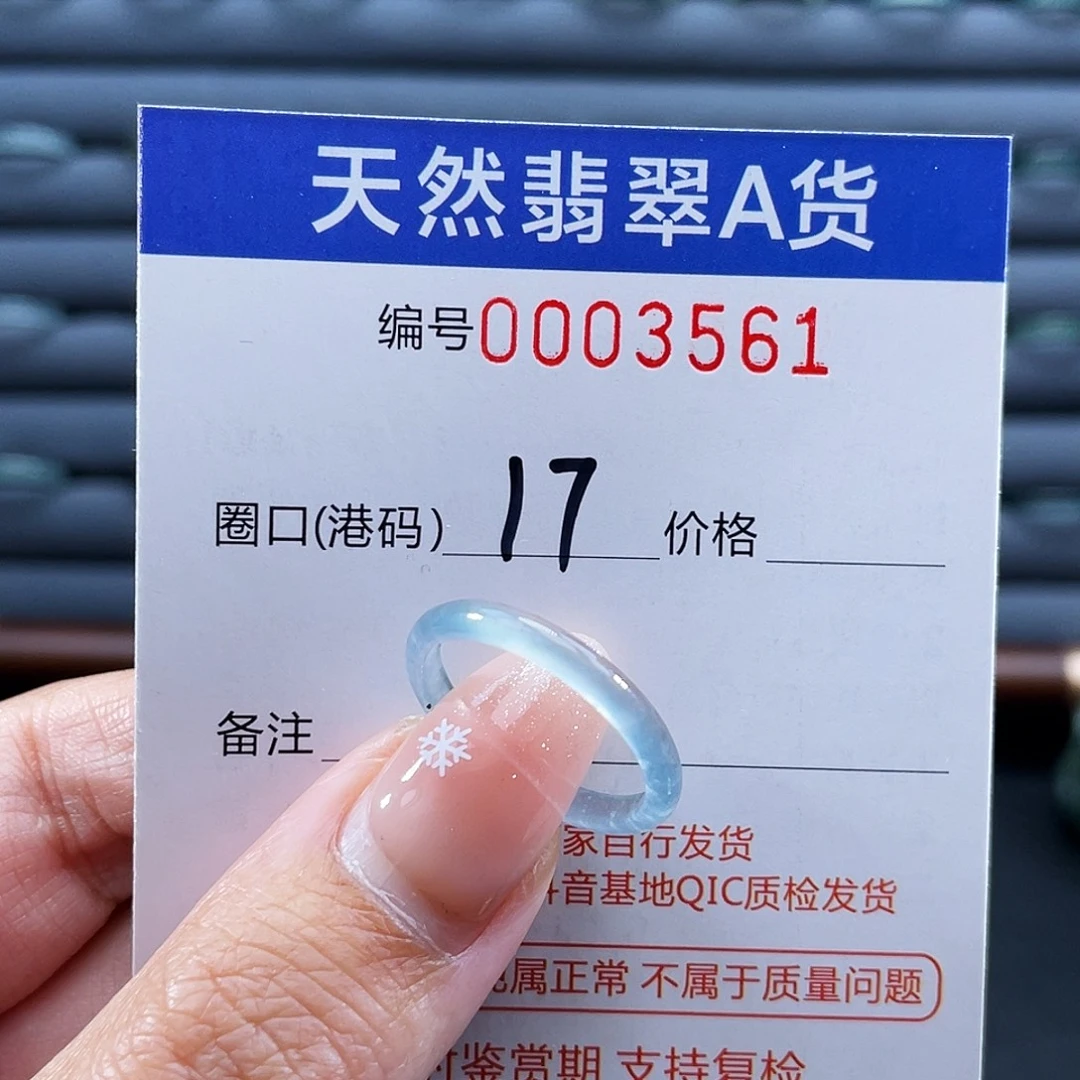 天然翡翠A货
编号0003561
圈口(港码) 17 价格
备注
家自行发货
音基地QIC质检发货
属正常 不属于质量问题
鉴赏期 支持复检